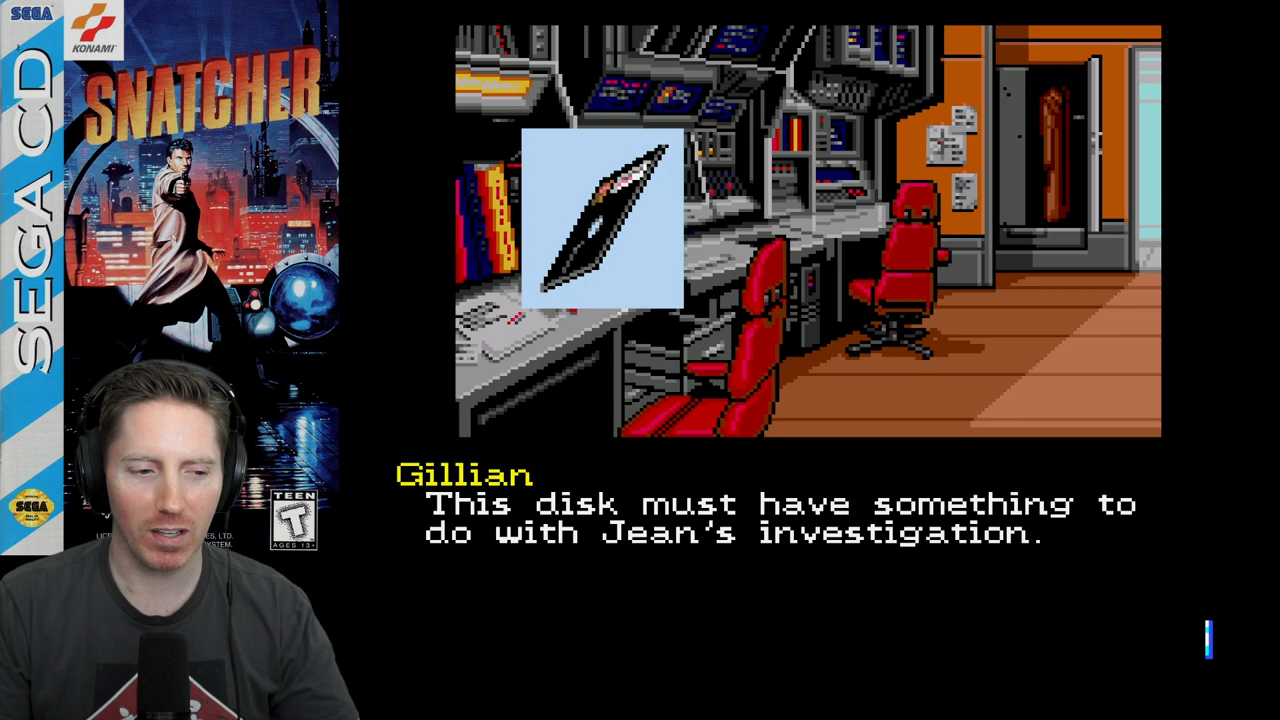 SEGA
KONAMI
SEGA CD
SNATCHER
SEGA
TEEN
T
AGES 13+
Gillian
This disk must have something to
do with Jean's investigation.